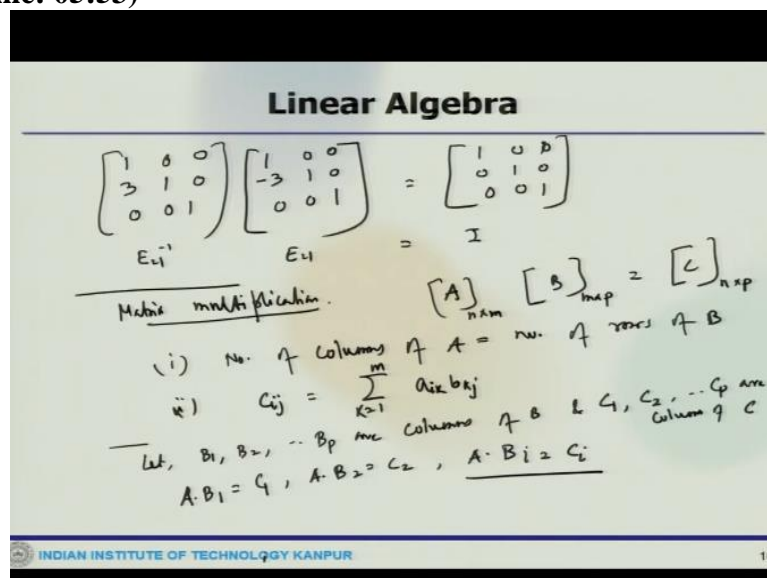 Linear Algebra
[1 0 0] [1 0 0] [1 0 0]
[3 1 0] [-3 1 0] = [0 1 0]
[0 0 1] [0 0 1] [0 0 1]
E21⁻¹ E21 = I
Matrix multiplication. [A]n×m [B]m×p = [C]n×p
(i) No. of columns of A = no. of rows of B
ii) Cij = Σ(k=1 to m) aik bkj
Let, B1, B2, .. Bp are columns of B & C1, C2, .. Cp are
column of C
A·B1 = C1, A·B2 = C2, A·Bi = Ci
INDIAN INSTITUTE OF TECHNOLOGY KANPUR